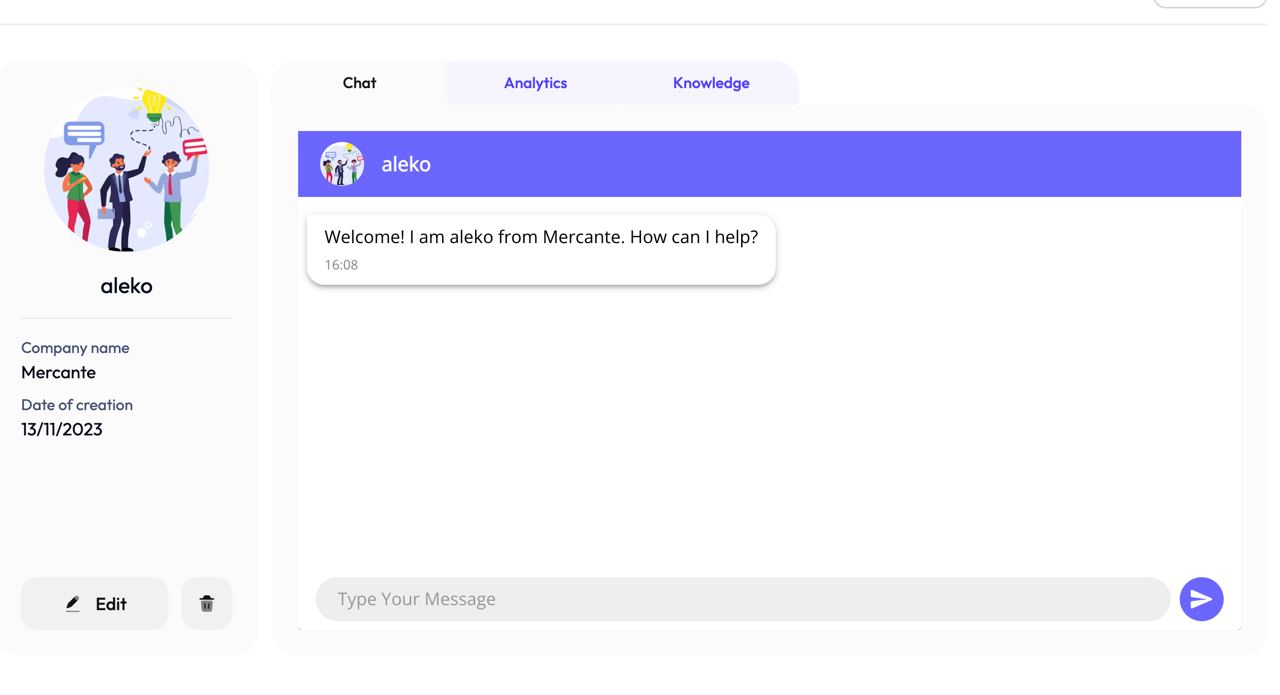 Chat
Analytics
Knowledge
aleko
Welcome! I am aleko from Mercante. How can I help?
16:08
aleko
Company name
Mercante
Date of creation
13/11/2023
Edit
Type Your Message